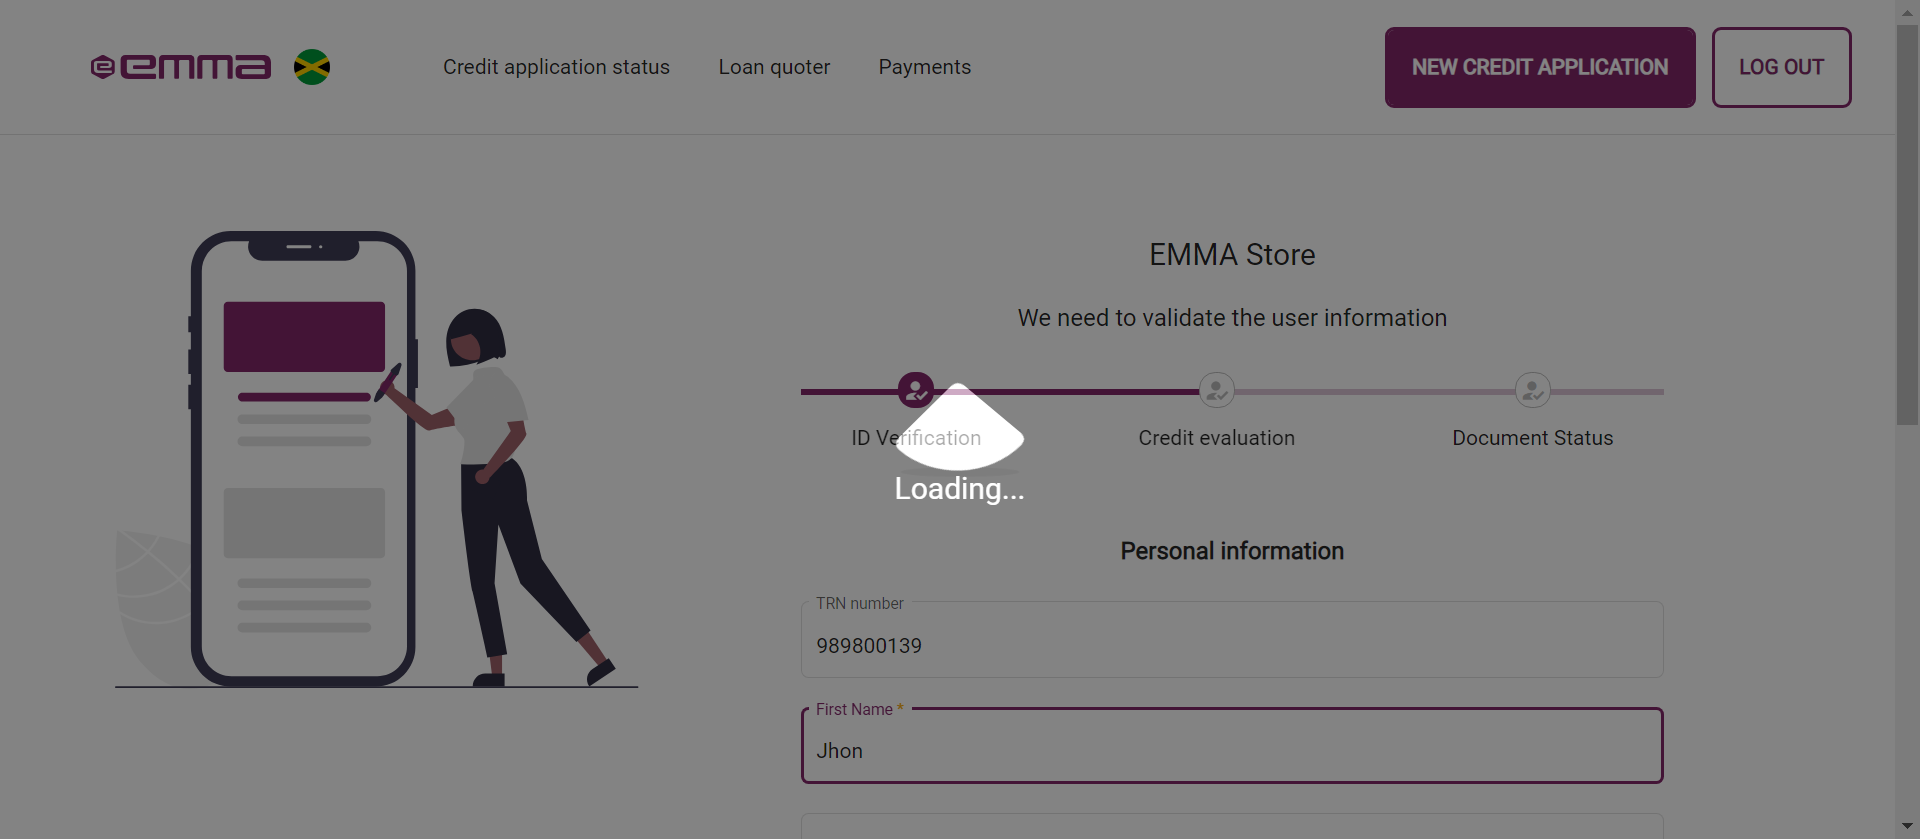 emma
Credit application status
Loan quoter
Payments
NEW CREDIT APPLICATION
LOG OUT
EMMA Store
We need to validate the user information
ID Verification
Credit evaluation
Document Status
Loading...
Personal information
TRN number
989800139
First Name *
Jhon